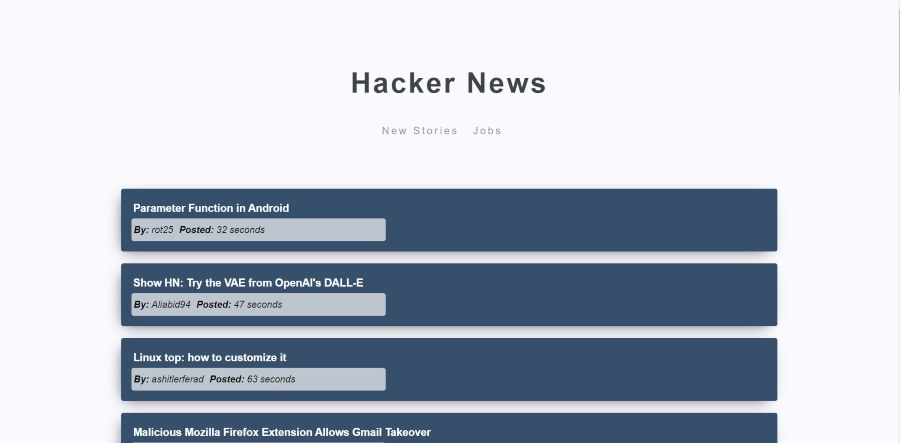 Hacker News
New Stories Jobs
Parameter Function in Android
By: rot25 Posted: 32 seconds
Show HN: Try the VAE from OpenAI's DALL-E
By: Aliabid94 Posted: 47 seconds
Linux top: how to customize it
By: ashitlerferad Posted: 63 seconds
Malicious Mozilla Firefox Extension Allows Gmail Takeover